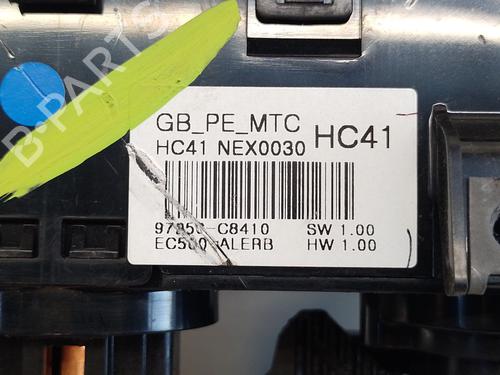 B-PARTS
GB_PE_MTC
HC41
HC41 NEX0030
SW 1.00
HW 1.00